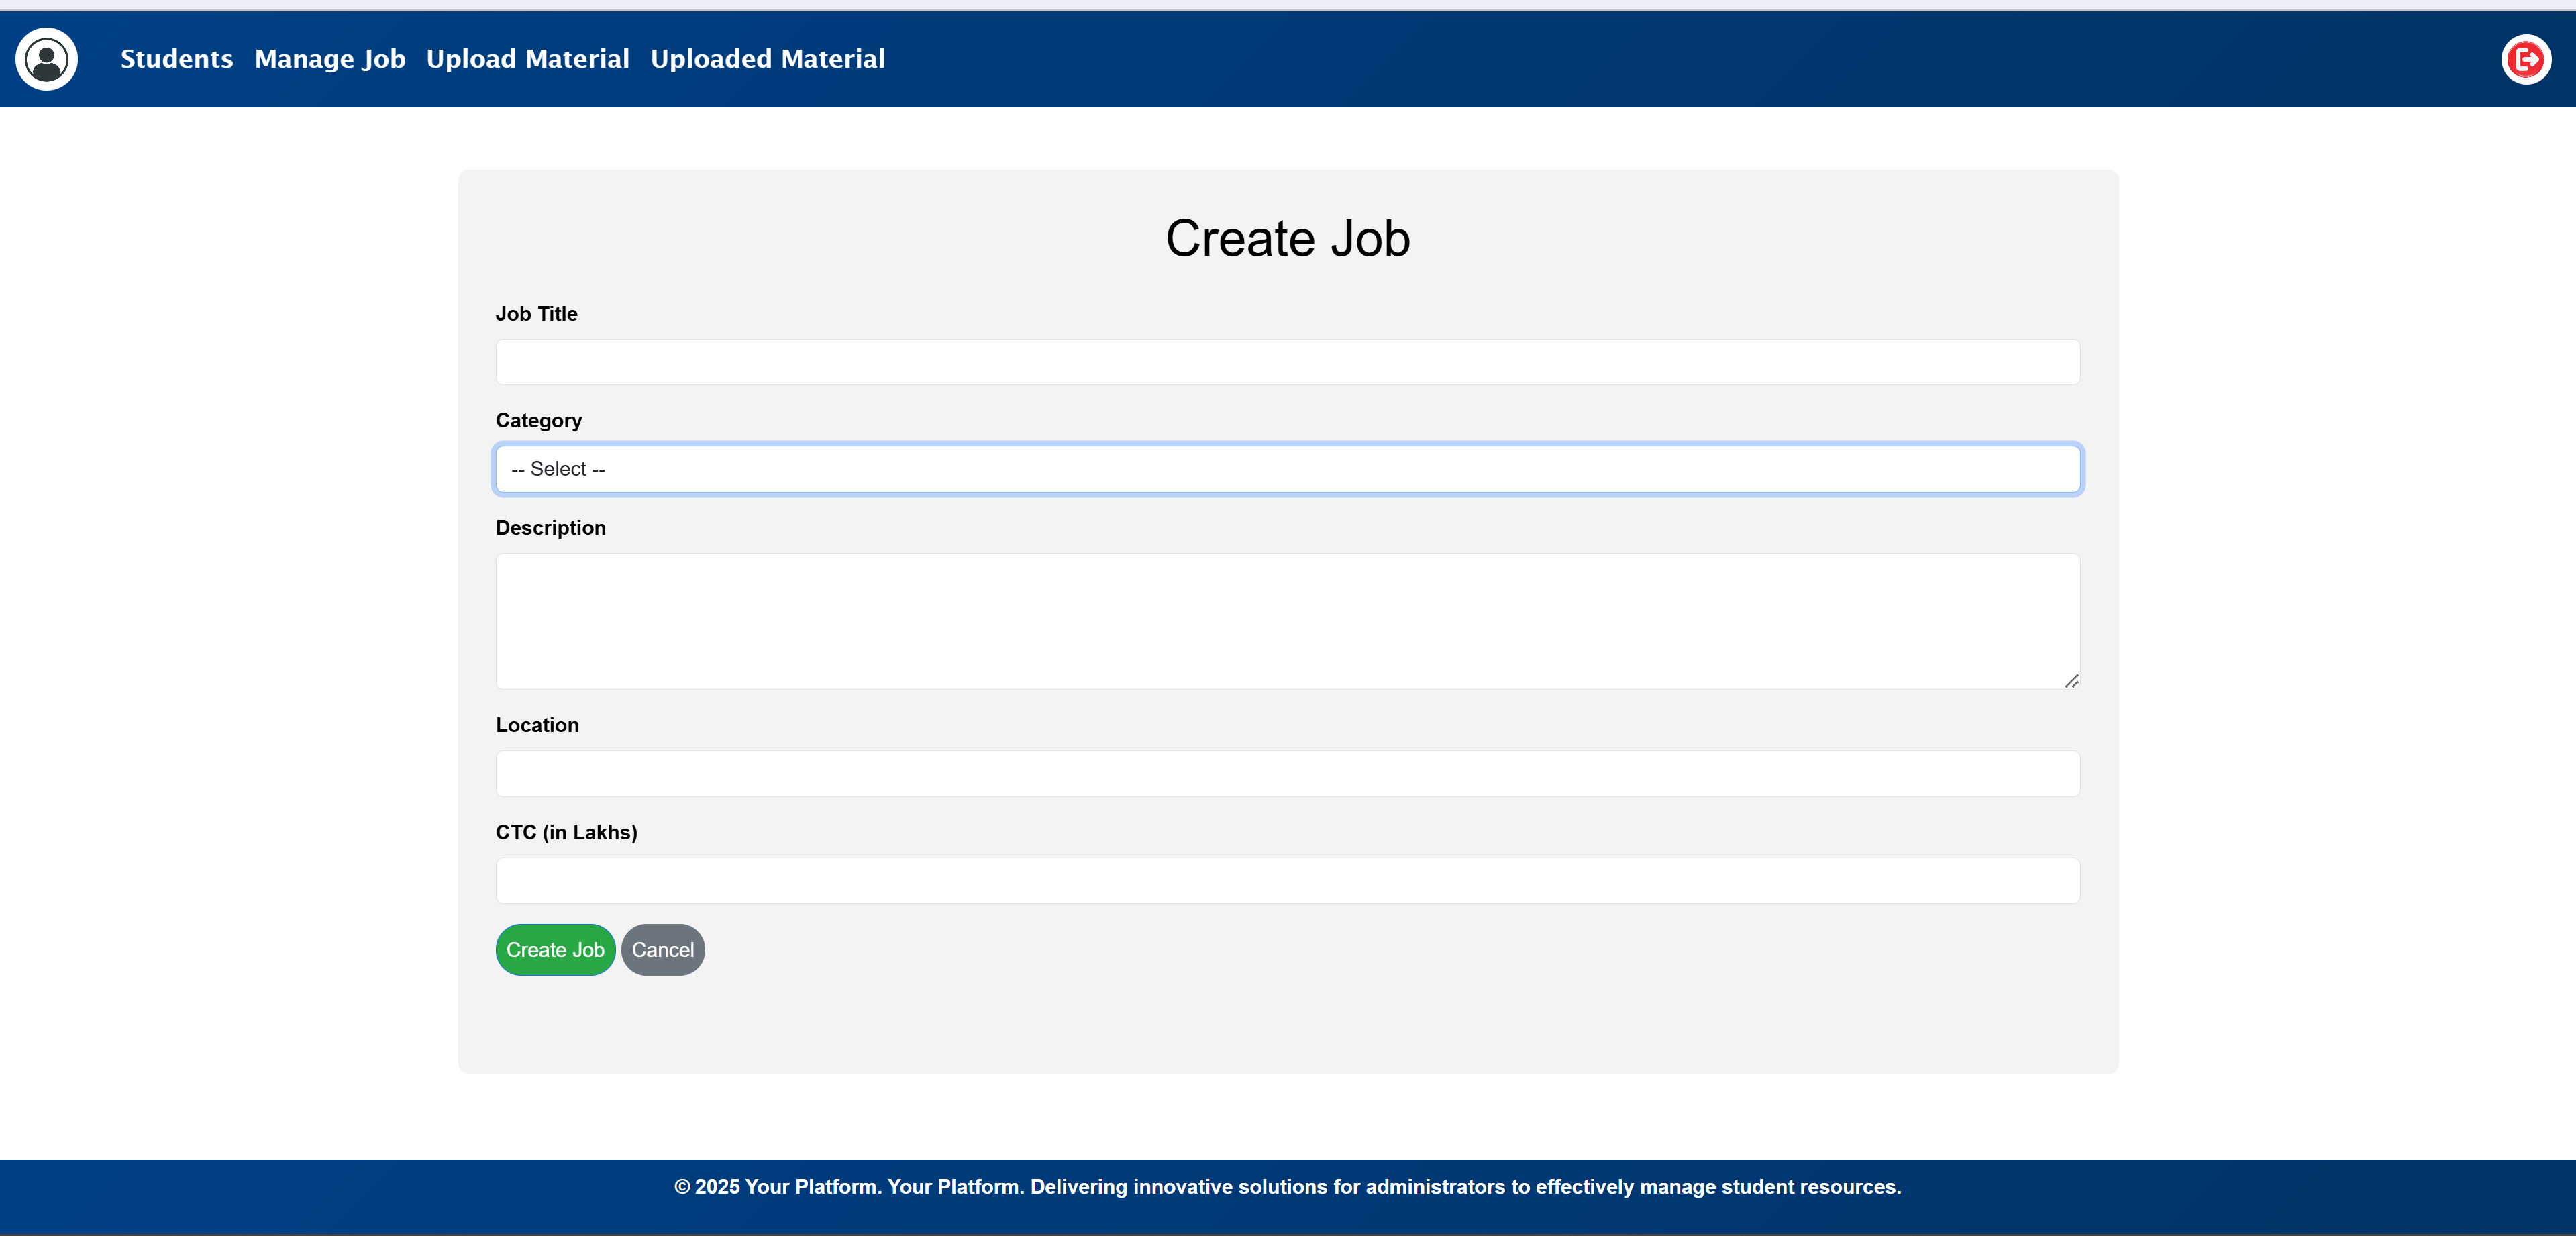 Students Manage Job Upload Material Uploaded Material
Create Job
Job Title
Category
-- Select --
Description
Location
CTC (in Lakhs)
Create Job Cancel
© 2025 Your Platform. Your Platform. Delivering innovative solutions for administrators to effectively manage student resources.